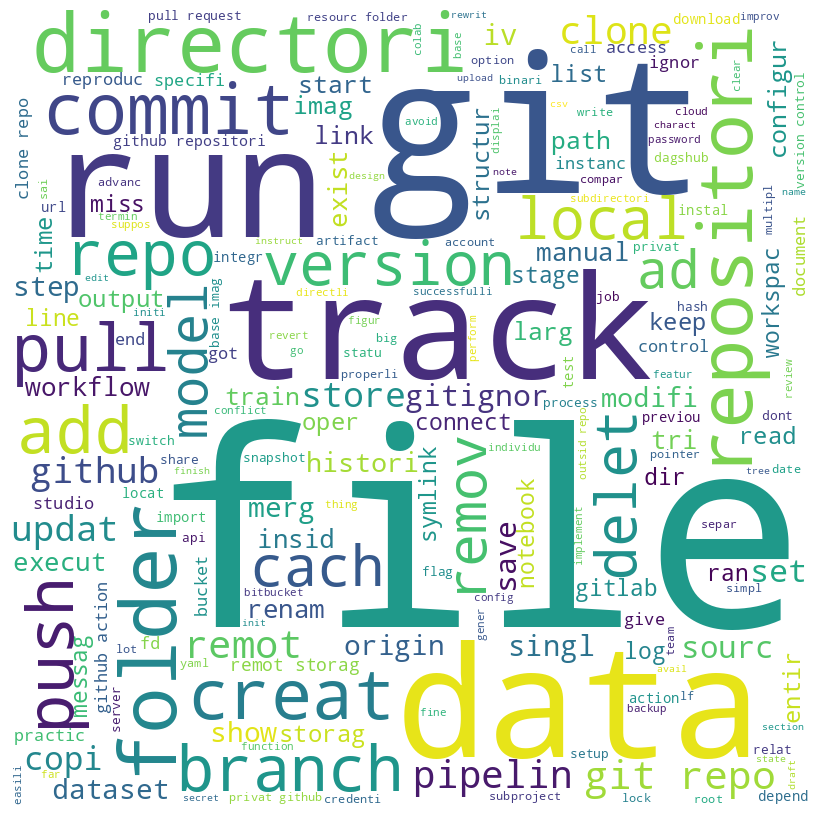 pull request
resourc folder
rewrit
directori
colab
base
iv
clone
download
improv
option
call
access
ignor
reproduc
specifi
start
upload
binari
list
configur
clear
commit
imag
git
repositori
csv
write
cloud
charact
password
version control
github repositori
link
avoid
displai
path
instanc
dagshub
clone repo
run
structur
advanc
design
note
compar
sai
url
miss
exist
local
subdirectori
name
termin
suppos
instal
multipl
time
repo
instruct
artifact
account
manual
privat
integr
version
stage
ad
document
workspac
step
edit
directli
successfulli
job
output
initi
base imag
track
hash
line
figur
revert
go
big
larg
keep
end
got
statu
perform
control
pull
model
properli
test
featur
review
workflow
train
store
gitignor
process
modifi
previou
dont
add
switch
conflict
oper
connect
tri
read
github
share
file
snapshot
histori
individu
outsid repo
pointer
tree
date
finish
symlink
remov
delet
dir
studio
locat
merg
thing
notebook
import
insid
save
implement
separ
updat
api
folder
cach
ran
set
execut
bucket
flag
gitlab
simpl
push
bitbucket
config
renam
init
give
github action
lot
gener
team
messag
fd
remot
origin
singl
log
sourc
yaml
remot storag
avail
entir
server
creat
data
action
lf
practic
show
storag
fine
backup
section
copi
function
setup
relat
state
draft
branch
far
pipelin
git repo
easili
dataset
secret
privat github
credenti
subproject
lock
root
depend